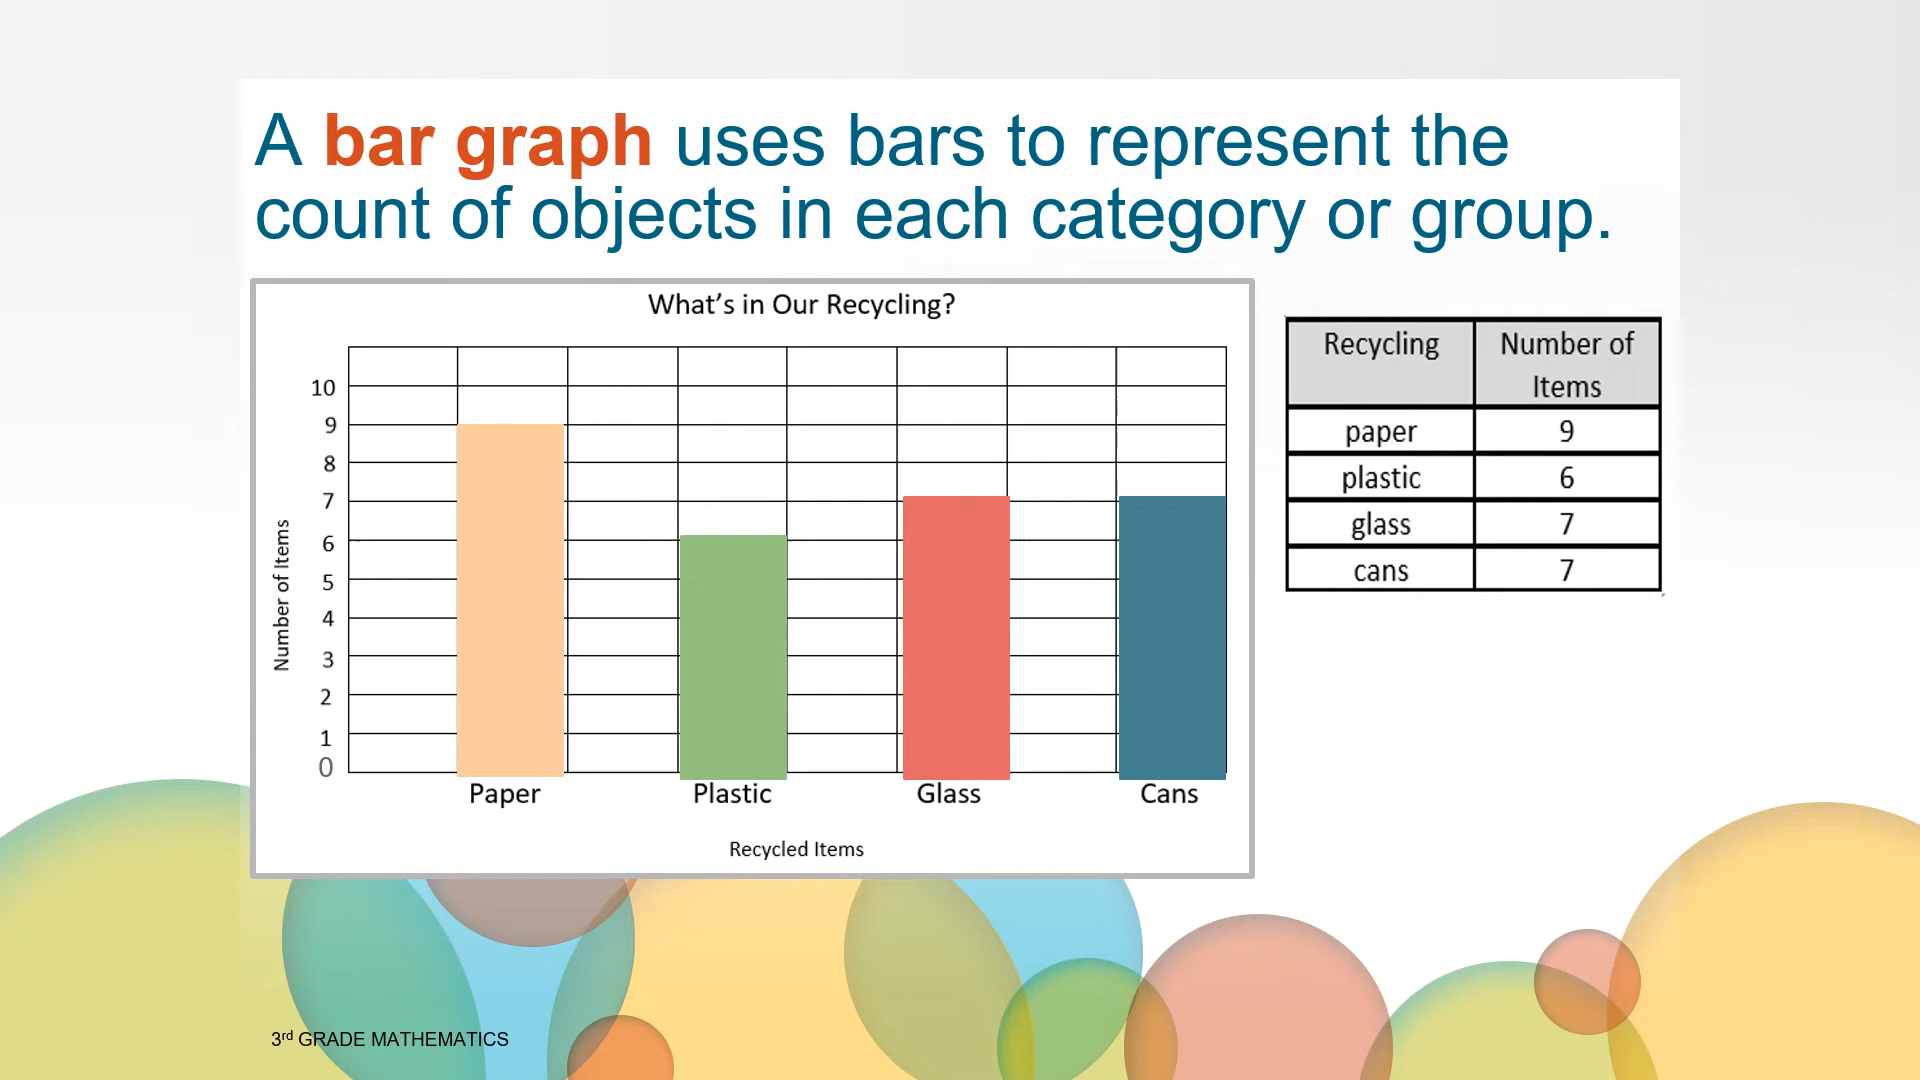 A bar graph uses bars to represent the
count of objects in each category or group.
What's in Our Recycling?
10
9
8
7
6
5
4
3
2
1
0
Number of Items
Paper Plastic Glass Cans
Recycled Items
Recycling Number of
Items
paper 9
plastic 6
glass 7
cans 7
3rd GRADE MATHEMATICS